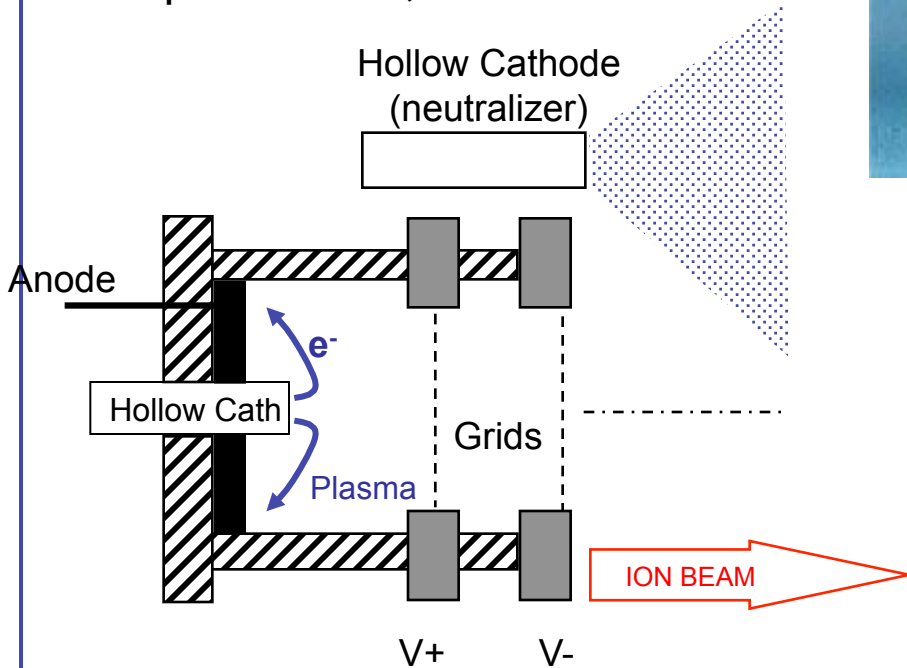 Hollow Cathode
(neutralizer)
Anode
e-
Hollow Cath
Grids
Plasma
ION BEAM
V+ V-